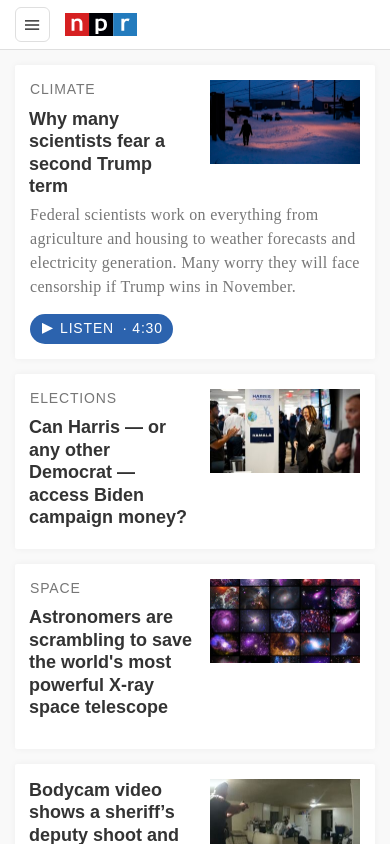 npr
CLIMATE
Why many
scientists fear a
second Trump
term
Federal scientists work on everything from
agriculture and housing to weather forecasts and
electricity generation. Many worry they will face
censorship if Trump wins in November.
LISTEN · 4:30
ELECTIONS
Can Harris — or
any other
Democrat —
access Biden
campaign money?
HARRIS
KAMALA
SPACE
Astronomers are
scrambling to save
the world's most
powerful X-ray
space telescope
Bodycam video
shows a sheriff’s
deputy shoot and